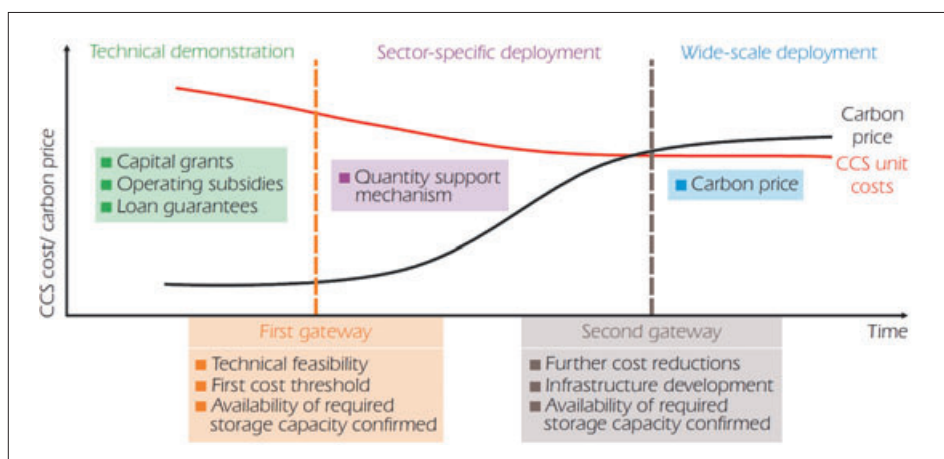 Technical demonstration
Sector-specific deployment
Wide-scale deployment
CCS cost/ carbon price
Capital grants
Operating subsidies
Loan guarantees
Quantity support
mechanism
Carbon price
Carbon
price
CCS unit
costs
Time
First gateway
Technical feasibility
First cost threshold
Availability of required
storage capacity confirmed
Second gateway
Further cost reductions
Infrastructure development
Availability of required
storage capacity confirmed